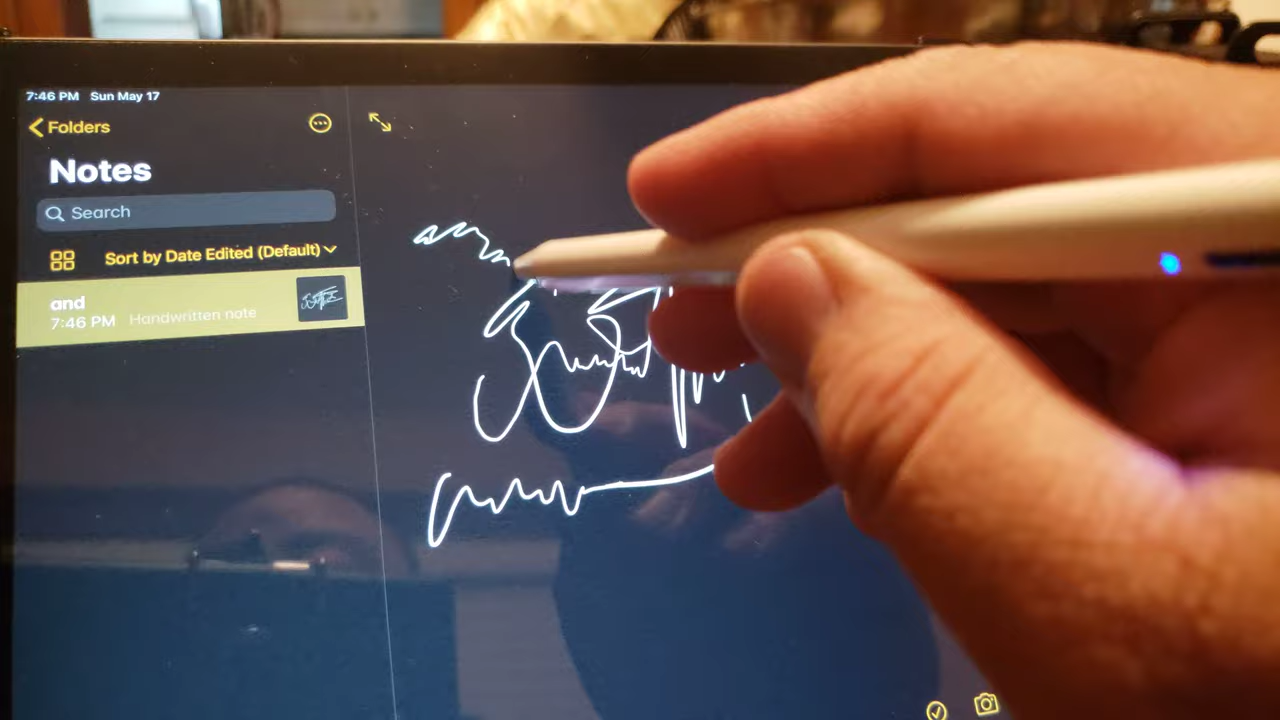 7:46 PM Sun May 17
Folders
Notes
Search
Sort by Date Edited (Default)
and
7:46 PM Handwritten note